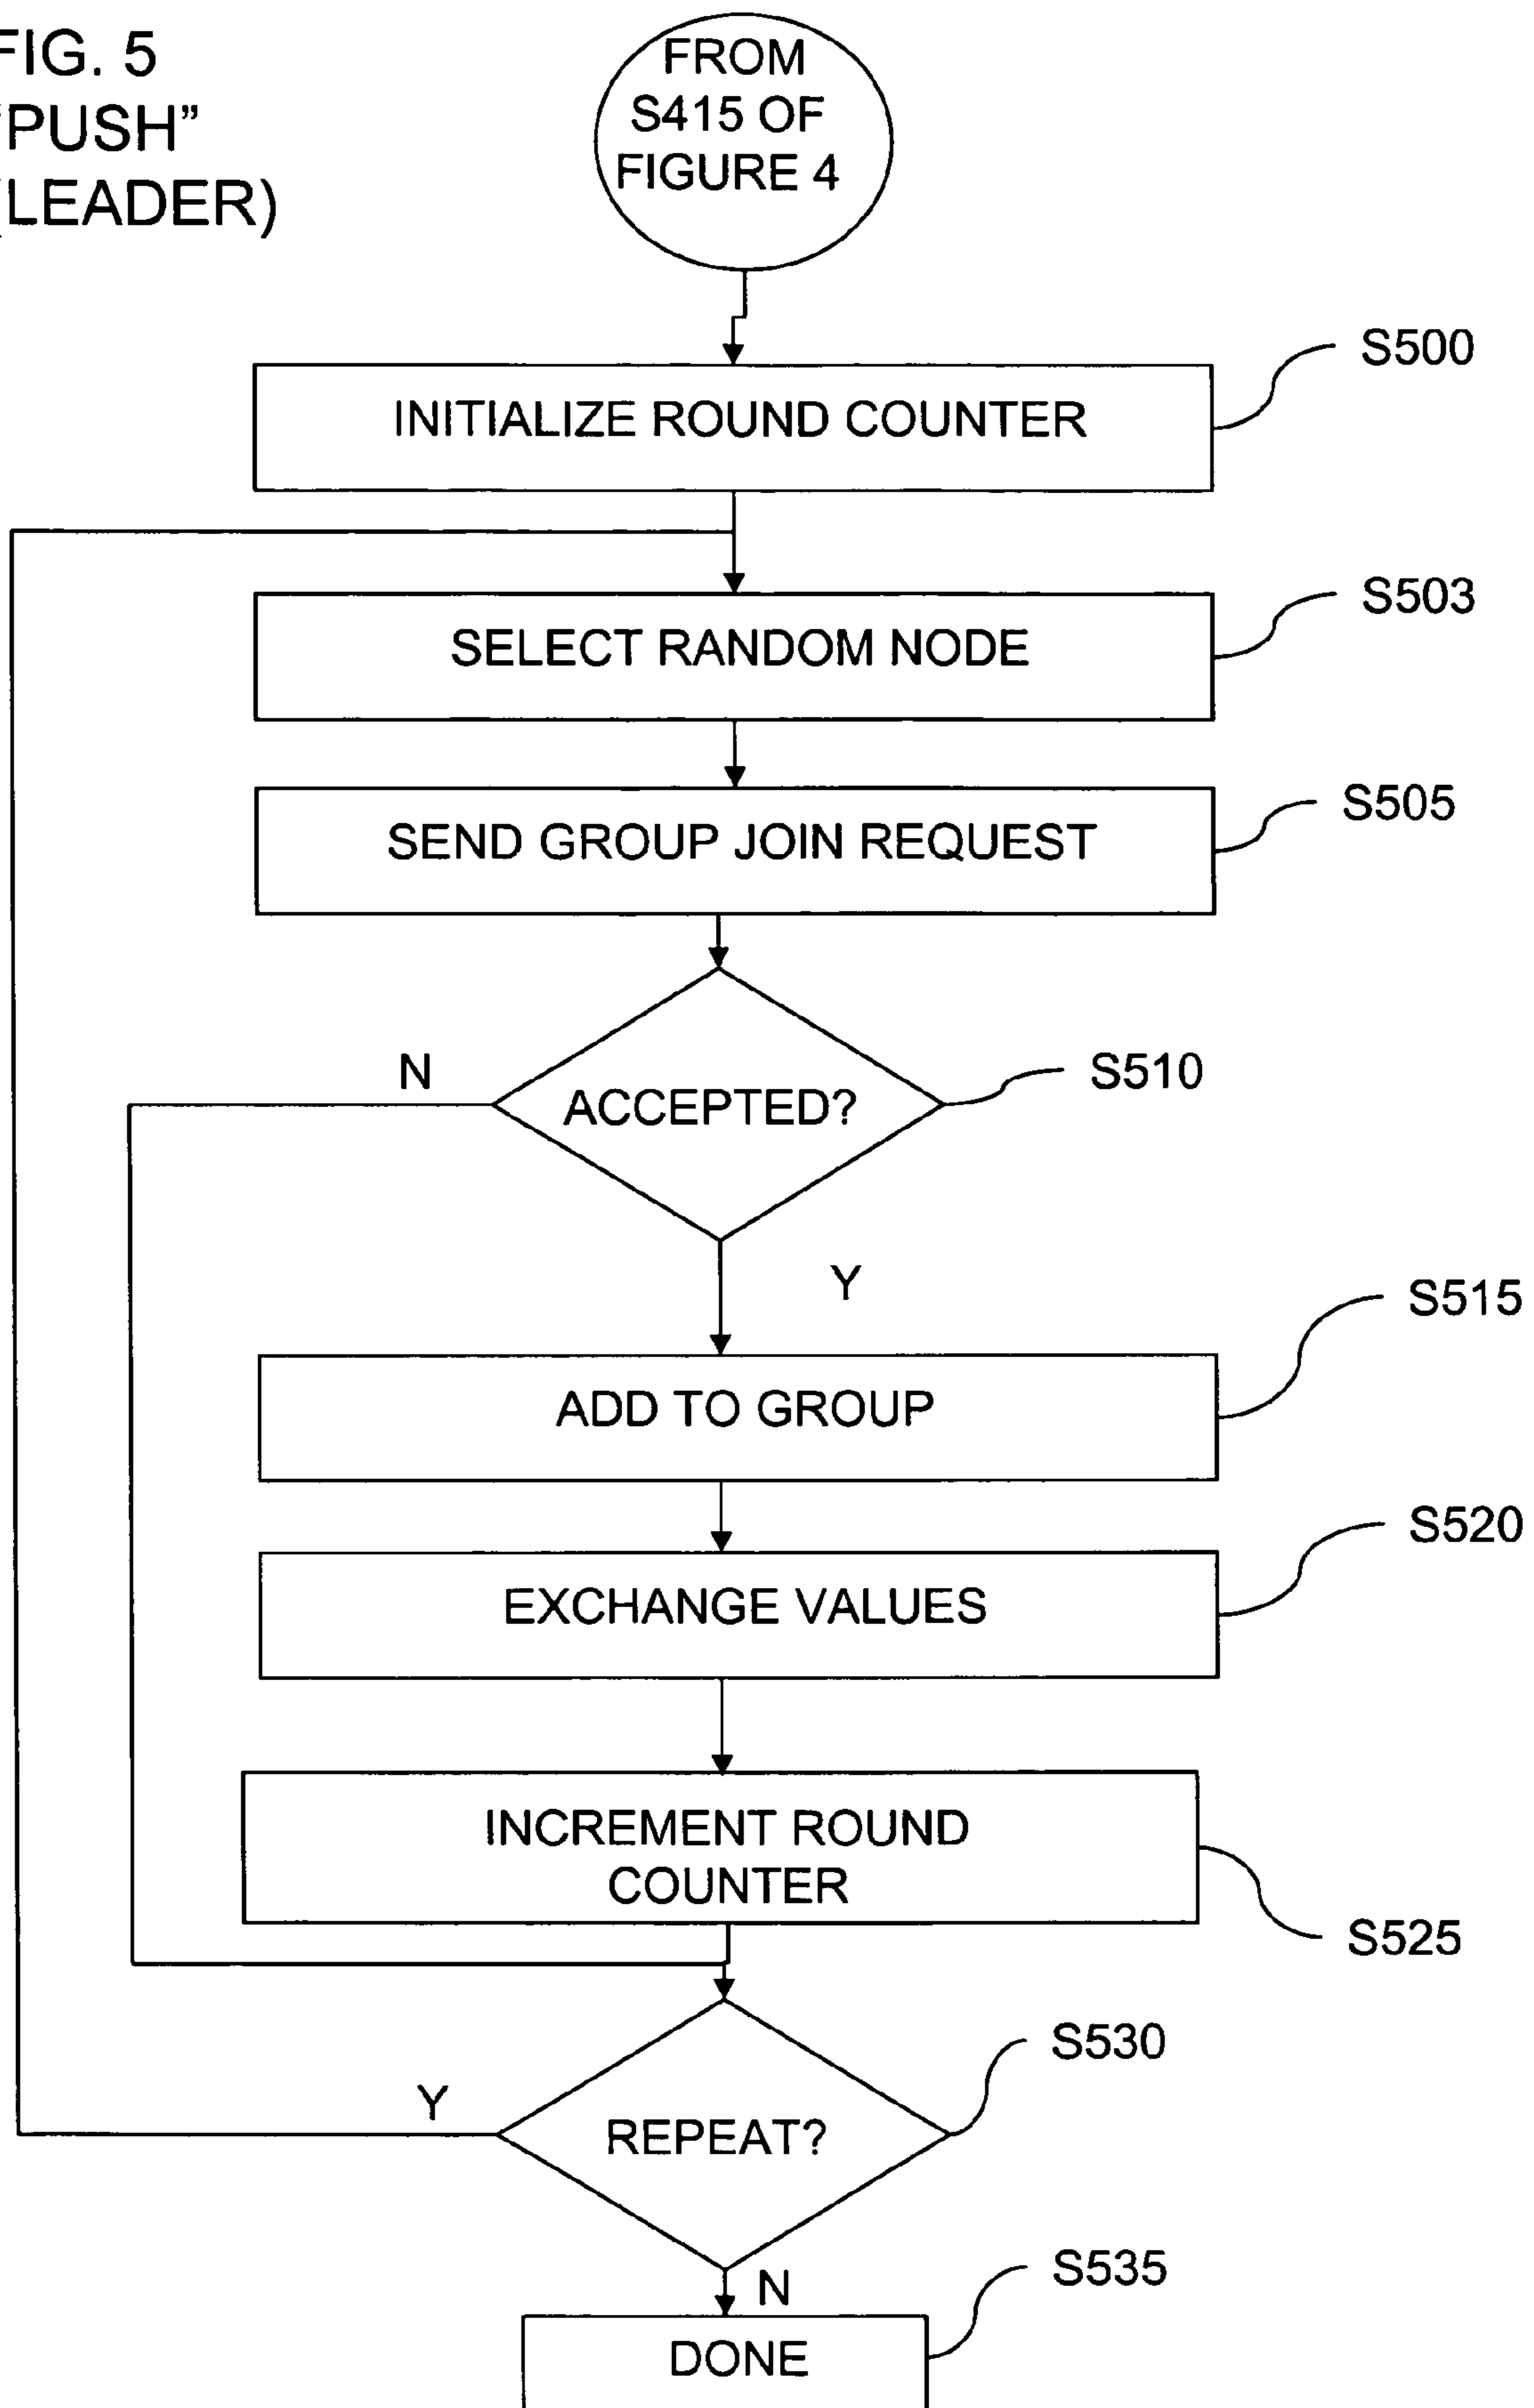 FIG. 5
"PUSH"
(LEADER)
FROM
S415 OF
FIGURE 4
S500
INITIALIZE ROUND COUNTER
S503
SELECT RANDOM NODE
S505
SEND GROUP JOIN REQUEST
N
S510
ACCEPTED?
Y
S515
ADD TO GROUP
S520
EXCHANGE VALUES
INCREMENT ROUND
COUNTER
S525
S530
Y
REPEAT?
S535
N
DONE